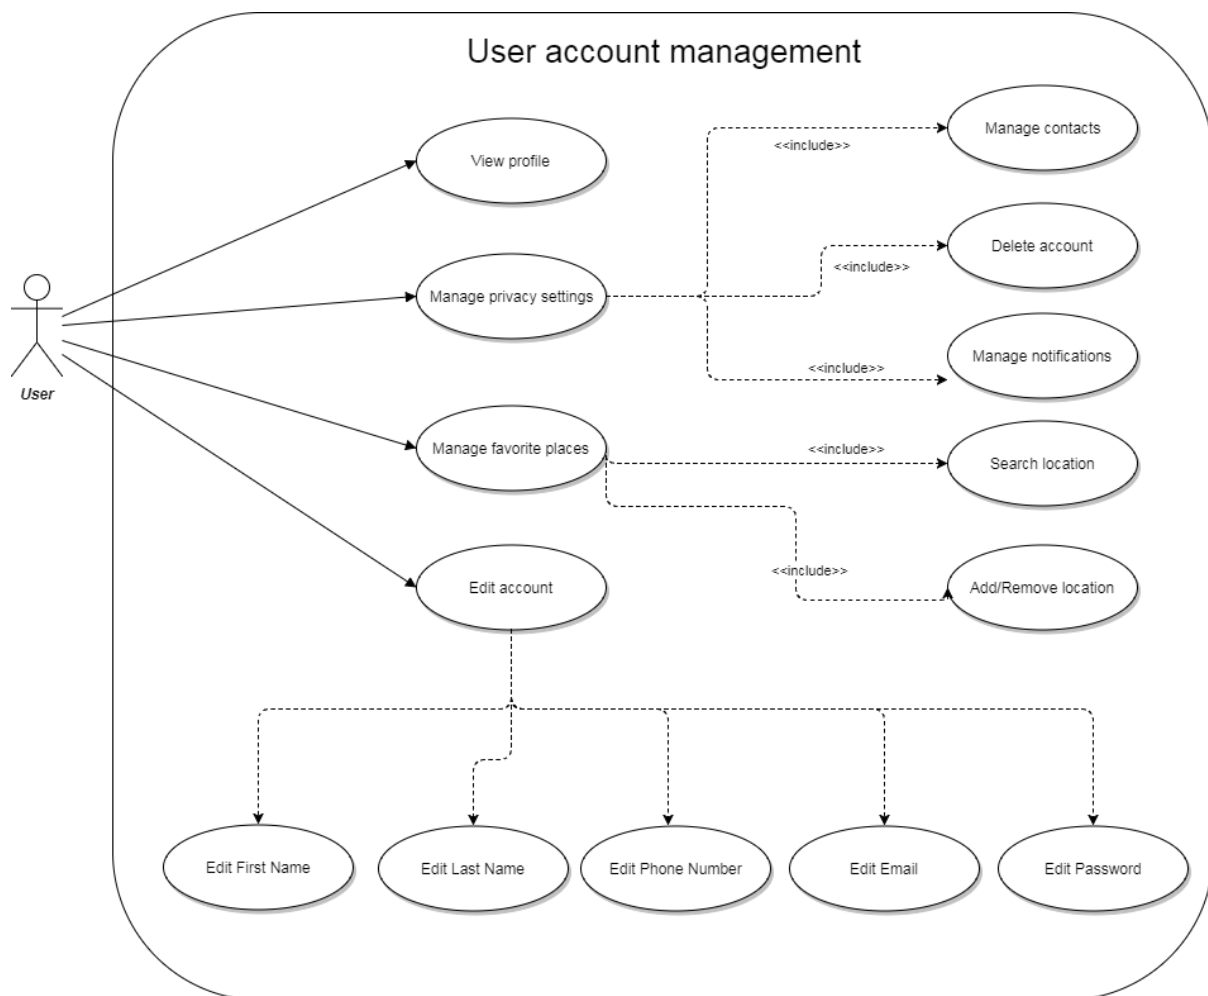 User account management
Manage contacts
<<include>>
View profile
Delete account
<<include>>
Manage privacy settings
Manage notifications
<<include>>
User
Manage favorite places
<<include>>
Search location
<<include>>
Edit account
Add/Remove location
Edit First Name
Edit Last Name
Edit Phone Number
Edit Email
Edit Password